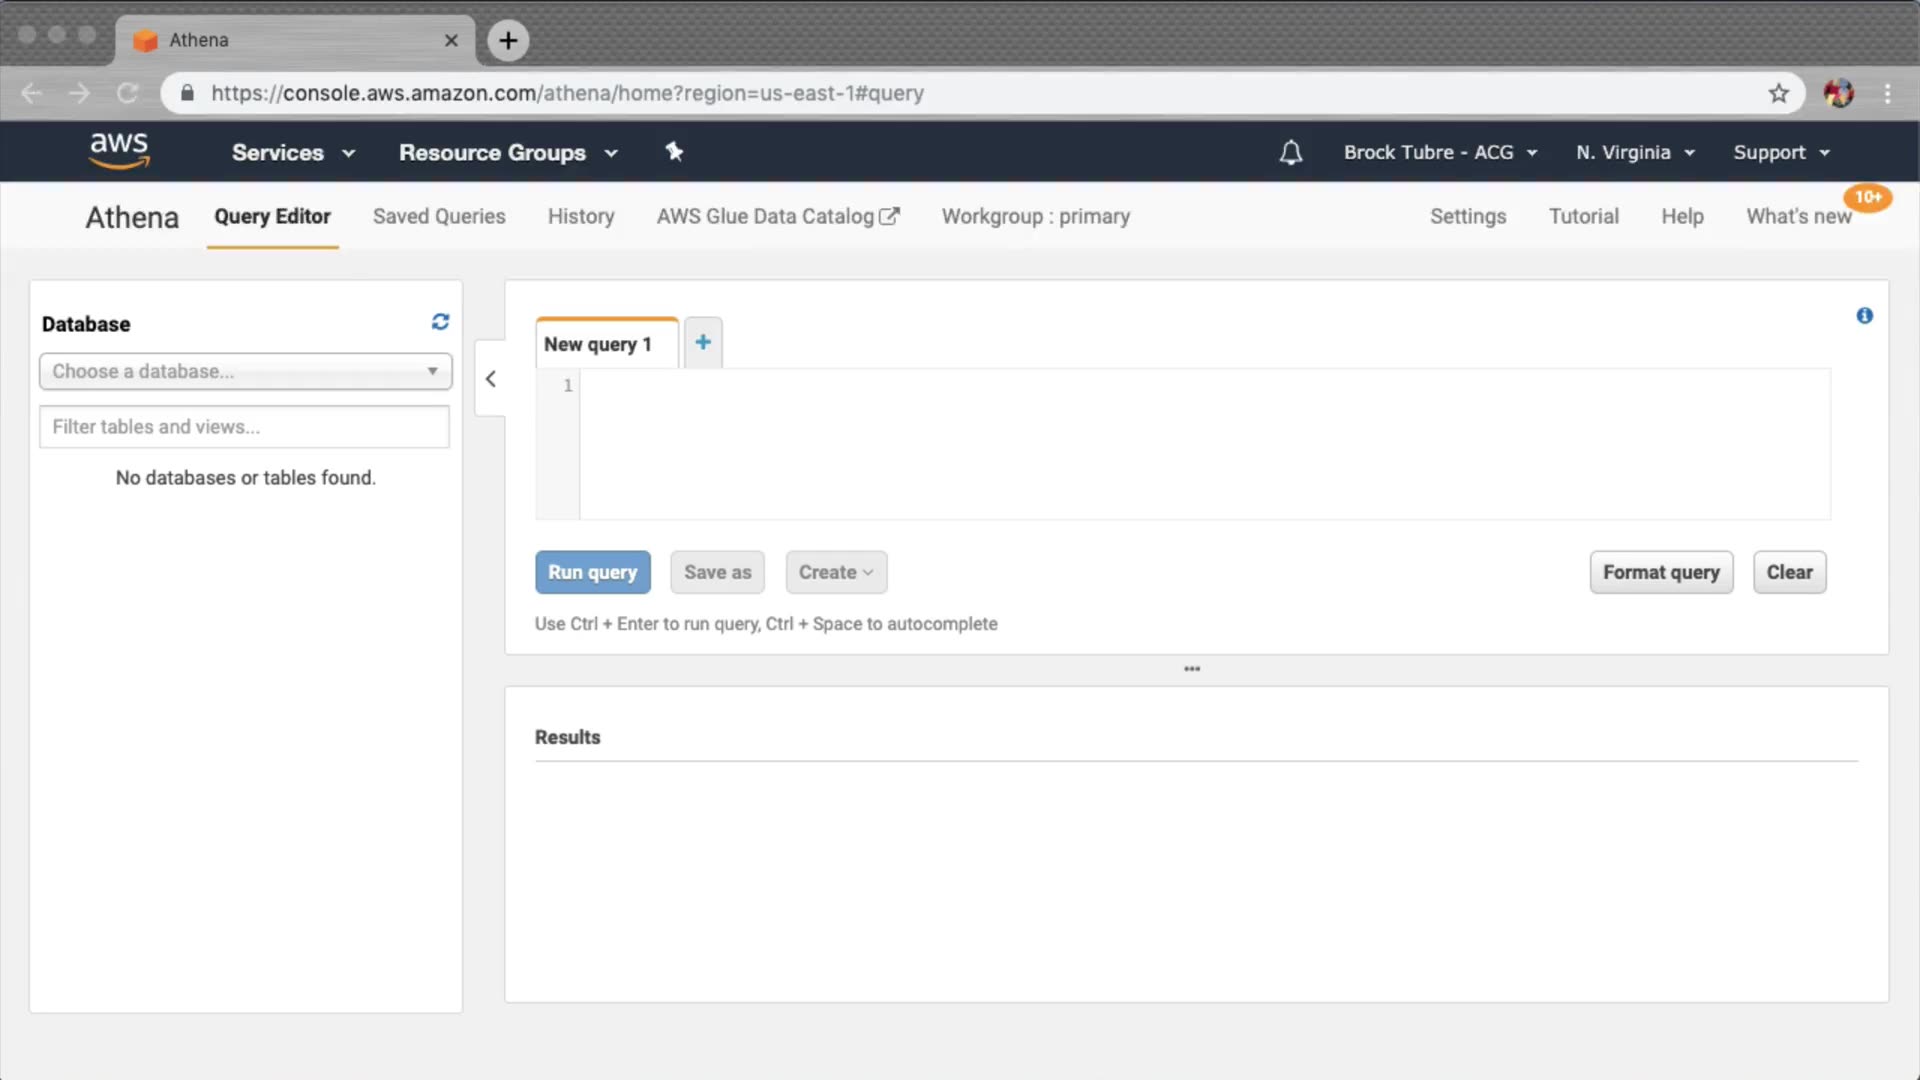 Athena
https://console.aws.amazon.com/athena/home?region=us-east-1#query
aws Services Resource Groups Brock Tubre - ACG N. Virginia Support
Athena Query Editor Saved Queries History AWS Glue Data Catalog Workgroup : primary Settings Tutorial Help What's new 10+
Database
Choose a database...
Filter tables and views...
No databases or tables found.
New query 1
1
Run query Save as Create Format query Clear
Use Ctrl + Enter to run query, Ctrl + Space to autocomplete
Results